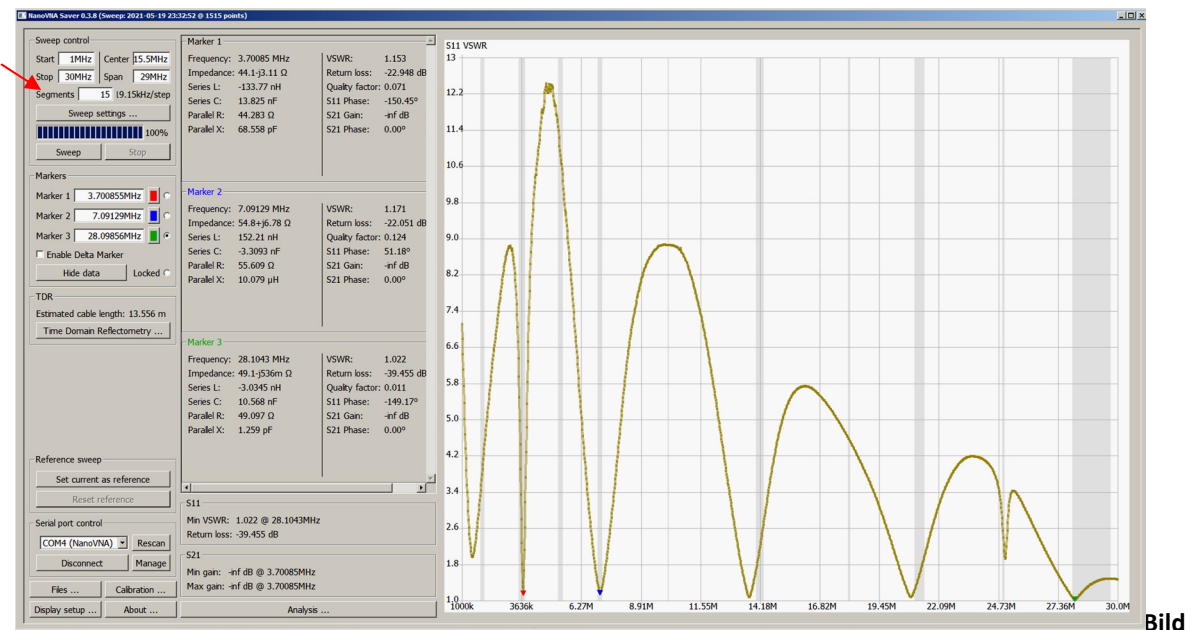 NanoVNA Saver 0.3.8 (Sweep: 2021-05-19 23:32:52 @ 1515 points)
Sweep control
Start 1MHz Center 15.5MHz
Stop 30MHz Span 29MHz
Segments 15 19.15kHz/step
Sweep settings ...
100%
Sweep Stop
Markers
Marker 1 3.700855MHz
Marker 2 7.09129MHz
Marker 3 28.09856MHz
Enable Delta Marker
Hide data Locked
TDR
Estimated cable length: 13.556 m
Time Domain Reflectometry ...
Reference sweep
Set current as reference
Reset reference
Serial port control
COM4 (NanoVNA) Rescan
Disconnect Manage
Files ... Calibration ...
Display setup ... About ...
Marker 1
Frequency: 3.70085 MHz VSWR: 1.153
Impedance: 44.1-j3.11 Ω Return loss: -22.948 dB
Series L: -133.77 nH Quality factor: 0.071
Series C: 13.825 nF S11 Phase: -150.45°
Parallel R: 44.283 Ω S21 Gain: -inf dB
Parallel X: 68.558 pF S21 Phase: 0.00°
Marker 2
Frequency: 7.09129 MHz VSWR: 1.171
Impedance: 54.8+j6.78 Ω Return loss: -22.051 dB
Series L: 152.21 nH Quality factor: 0.124
Series C: -3.3093 nF S11 Phase: 51.18°
Parallel R: 55.609 Ω S21 Gain: -inf dB
Parallel X: 10.079 μH S21 Phase: 0.00°
Marker 3
Frequency: 28.1043 MHz VSWR: 1.022
Impedance: 49.1-j536m Ω Return loss: -39.455 dB
Series L: -3.0345 nH Quality factor: 0.011
Series C: 10.568 nF S11 Phase: -149.17°
Parallel R: 49.097 Ω S21 Gain: -inf dB
Parallel X: 1.259 pF S21 Phase: 0.00°
S11
Min VSWR: 1.022 @ 28.1043MHz
Return loss: -39.455 dB
S21
Min gain: -inf dB @ 3.70085MHz
Max gain: -inf dB @ 3.70085MHz
Analysis ...
S11 VSWR
13
12.2
11.4
10.6
9.8
9.0
8.2
7.4
6.6
5.8
5.0
4.2
3.4
2.6
1.8
1.0
1000k 3636k 6.27M 8.91M 11.55M 14.18M 16.82M 19.45M 22.09M 24.73M 27.36M 30.0M
Bild